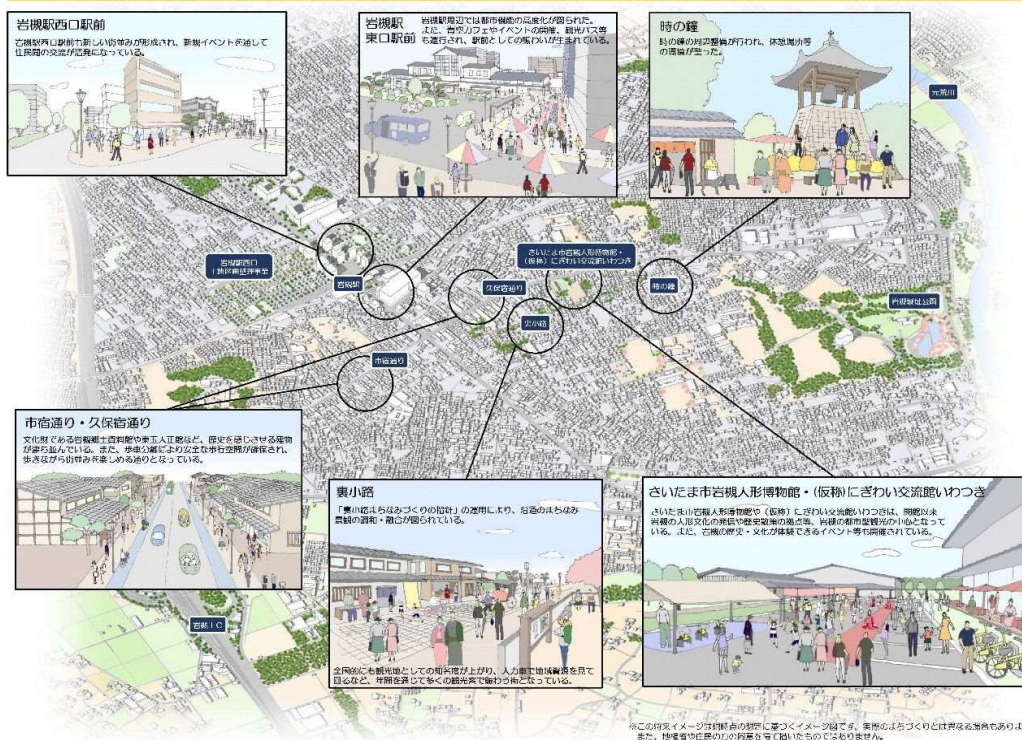 岩槻駅西口駅前
岩槻駅西口駅前も新しい街並みが形成され、新規イベントを通して
住民間の交流が活発になっている。
岩槻駅
東口駅前
岩槻駅周辺では都市機能の高度化が図られた。
また、青空カフェやイベントの開催、観光バス等
も運行され、駅前としての賑わいが生まれている。
時の鐘
時の鐘の周辺整備が行われ、休憩場所等
の環境が整った。
元荒川
岩槻駅西口
土地区画整理事業
岩槻駅
久保宿通り
さいたま市岩槻人形博物館・
(仮称)にぎわい交流館いわつき
時の鐘
岩槻城址公園
裏小路
市宿通り
市宿通り・久保宿通り
文化財である岩槻郷土資料館や東玉人形館など、歴史を感じさせる建物
が建ち並んでいる。また、歩車分離により安全な歩行空間が確保され、
歩きながら街並みを楽しめる通りとなっている。
裏小路
「裏小路まちなみづくりの指針」の運用により、沿道のまちなみ
景観の調和・融合が図られている。
全国的にも観光地としての知名度が上がり、人力車で地域資源を見て
回るなど、年間を通じて多くの観光客で賑わう街となっている。
さいたま市岩槻人形博物館・(仮称)にぎわい交流館いわつき
さいたま市岩槻人形博物館や(仮称)にぎわい交流館いわつきは、開館以来
岩槻の人形文化の発信や歴史散策の拠点等、岩槻の都市型観光の中心となって
いる。また、岩槻の歴史・文化が体験できるイベント等も開催されている。
岩槻IC
※この将来イメージは現時点の想定に基づくイメージ図です。実際のまちづくりとは異なる場合もありま
また、地権者や住民の方の同意を得て描いたものではありません。